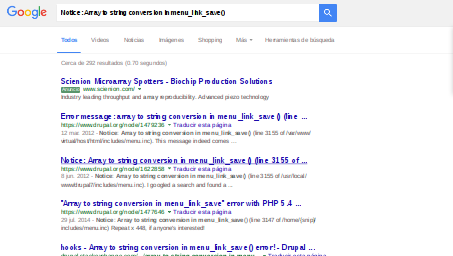 Google Notice: Array to string conversion in menu_link_save()
Todos Vídeos Noticias Imágenes Shopping Más Herramientas de búsqueda
Cerca de 292 resultados (0.70 segundos)
Scienion Microarray Spotters - Biochip Production Solutions
Anuncio www.scienion.com/
Industry leading throughput and array reproducibility. Advanced piezo technology
Error message: array to string conversion in menu_link_save () (line ...
https://www.drupal.org/node/1479236 Traducir esta página
12 mar. 2012 - Notice: Array to string conversion in menu_link_save() (line 3155 of /var/www/
virtual/host/html/includes/menu.inc). This message indeed comes ...
Notice: Array to string conversion in menu_link_save() (line 3155 of ...
https://www.drupal.org/node/1622858 Traducir esta página
8 jun. 2012 - Notice: Array to string conversion in menu_link_save() (line 3155 of /usr/local/
www/drupal7/includes/menu.inc). I googled a search and found a ...
"Array to string conversion in menu_link_save" error with PHP 5.4 ...
https://www.drupal.org/node/1477646 Traducir esta página
29 jul. 2014 - Notice: Array to string conversion in menu_link_save() (line 3147 of /home/(snip)/
includes/menu.inc) Repeat x 448, if anyone's interested!
hooks - Array to string conversion in menu_link_save() error! - Drupal ...
Traducir esta página